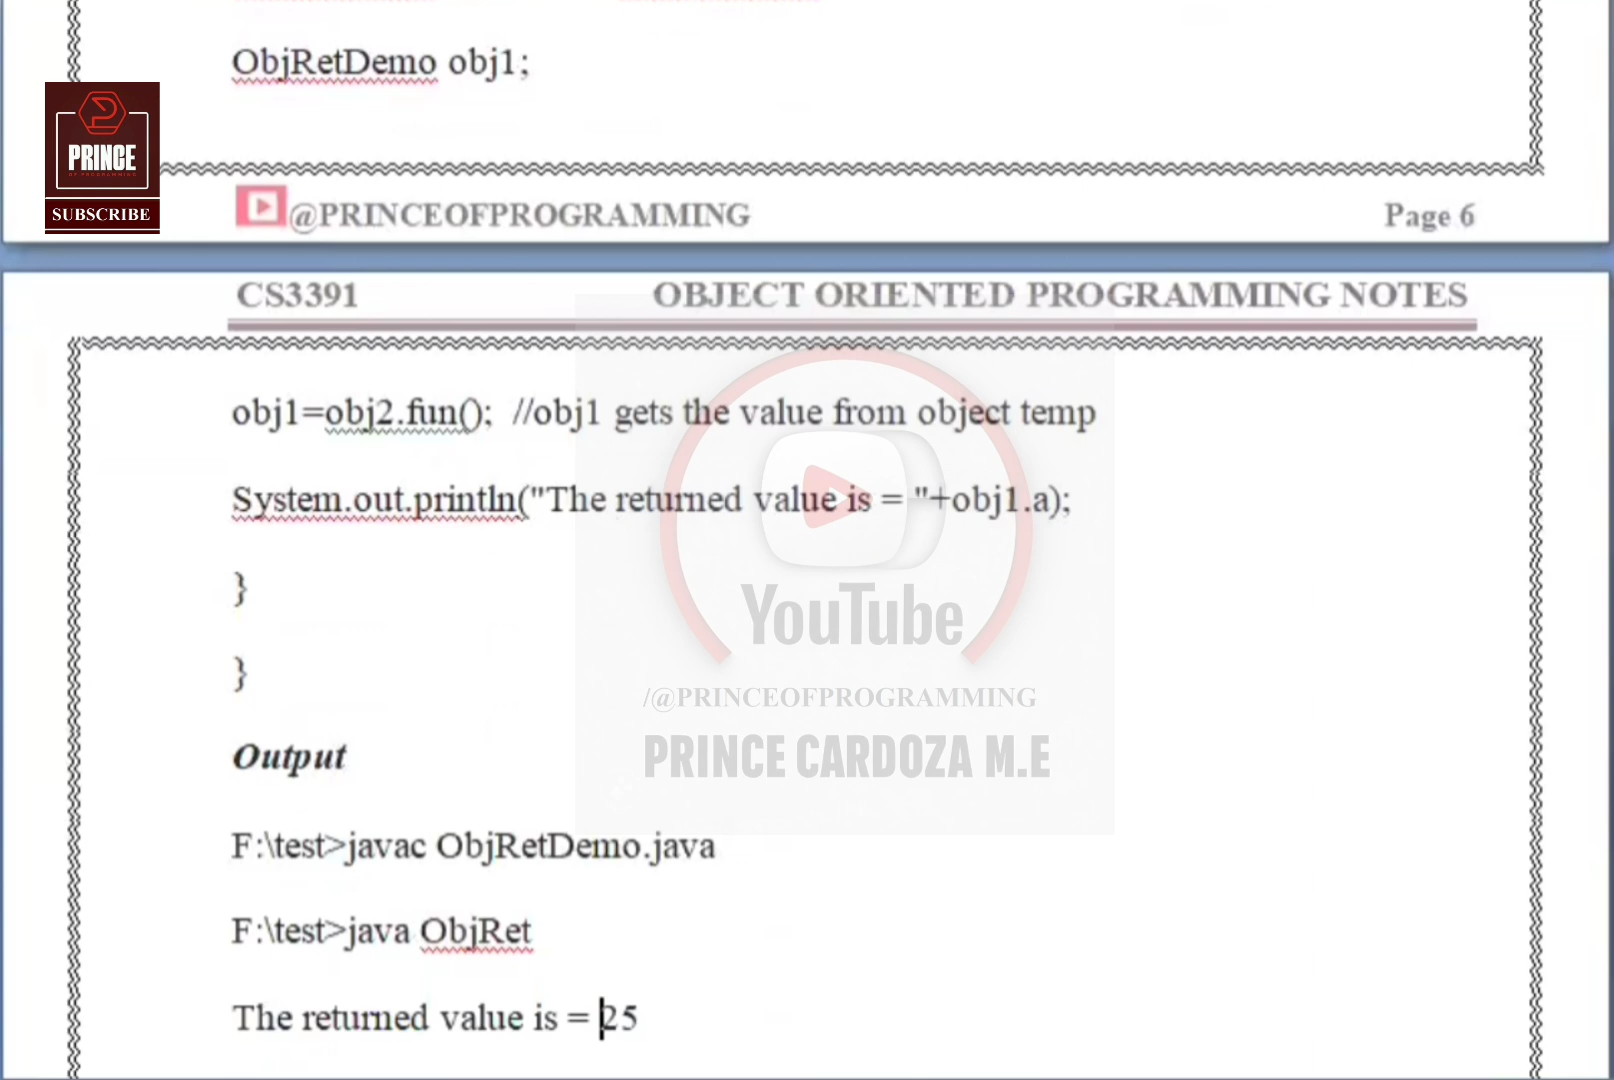 ObjRetDemo obj1;
PRINCE
OF PROGRAMMING
SUBSCRIBE
@PRINCEOFPROGRAMMING Page 6
CS3391 OBJECT ORIENTED PROGRAMMING NOTES
obj1=obj2.fun(); //obj1 gets the value from object temp
System.out.println("The returned value is = "+obj1.a);
}
}
YouTube
/@PRINCEOFPROGRAMMING
PRINCE CARDOZA M.E
Output
F:\test>javac ObjRetDemo.java
F:\test>java ObjRet
The returned value is = 25